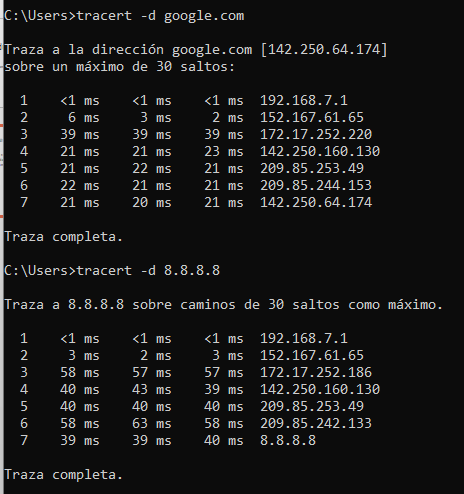 C:\Users>tracert -d google.com
Traza a la dirección google.com [142.250.64.174]
sobre un máximo de 30 saltos:
1 <1 ms <1 ms <1 ms 192.168.7.1
2 6 ms 3 ms 2 ms 152.167.61.65
3 39 ms 39 ms 39 ms 172.17.252.220
4 21 ms 21 ms 23 ms 142.250.160.130
5 21 ms 22 ms 21 ms 209.85.253.49
6 22 ms 21 ms 21 ms 209.85.244.153
7 21 ms 20 ms 21 ms 142.250.64.174
Traza completa.
C:\Users>tracert -d 8.8.8.8
Traza a 8.8.8.8 sobre caminos de 30 saltos como máximo.
1 <1 ms <1 ms <1 ms 192.168.7.1
2 3 ms 2 ms 3 ms 152.167.61.65
3 58 ms 57 ms 57 ms 172.17.252.186
4 40 ms 43 ms 39 ms 142.250.160.130
5 40 ms 40 ms 40 ms 209.85.253.49
6 58 ms 63 ms 58 ms 209.85.242.133
7 39 ms 39 ms 40 ms 8.8.8.8
Traza completa.